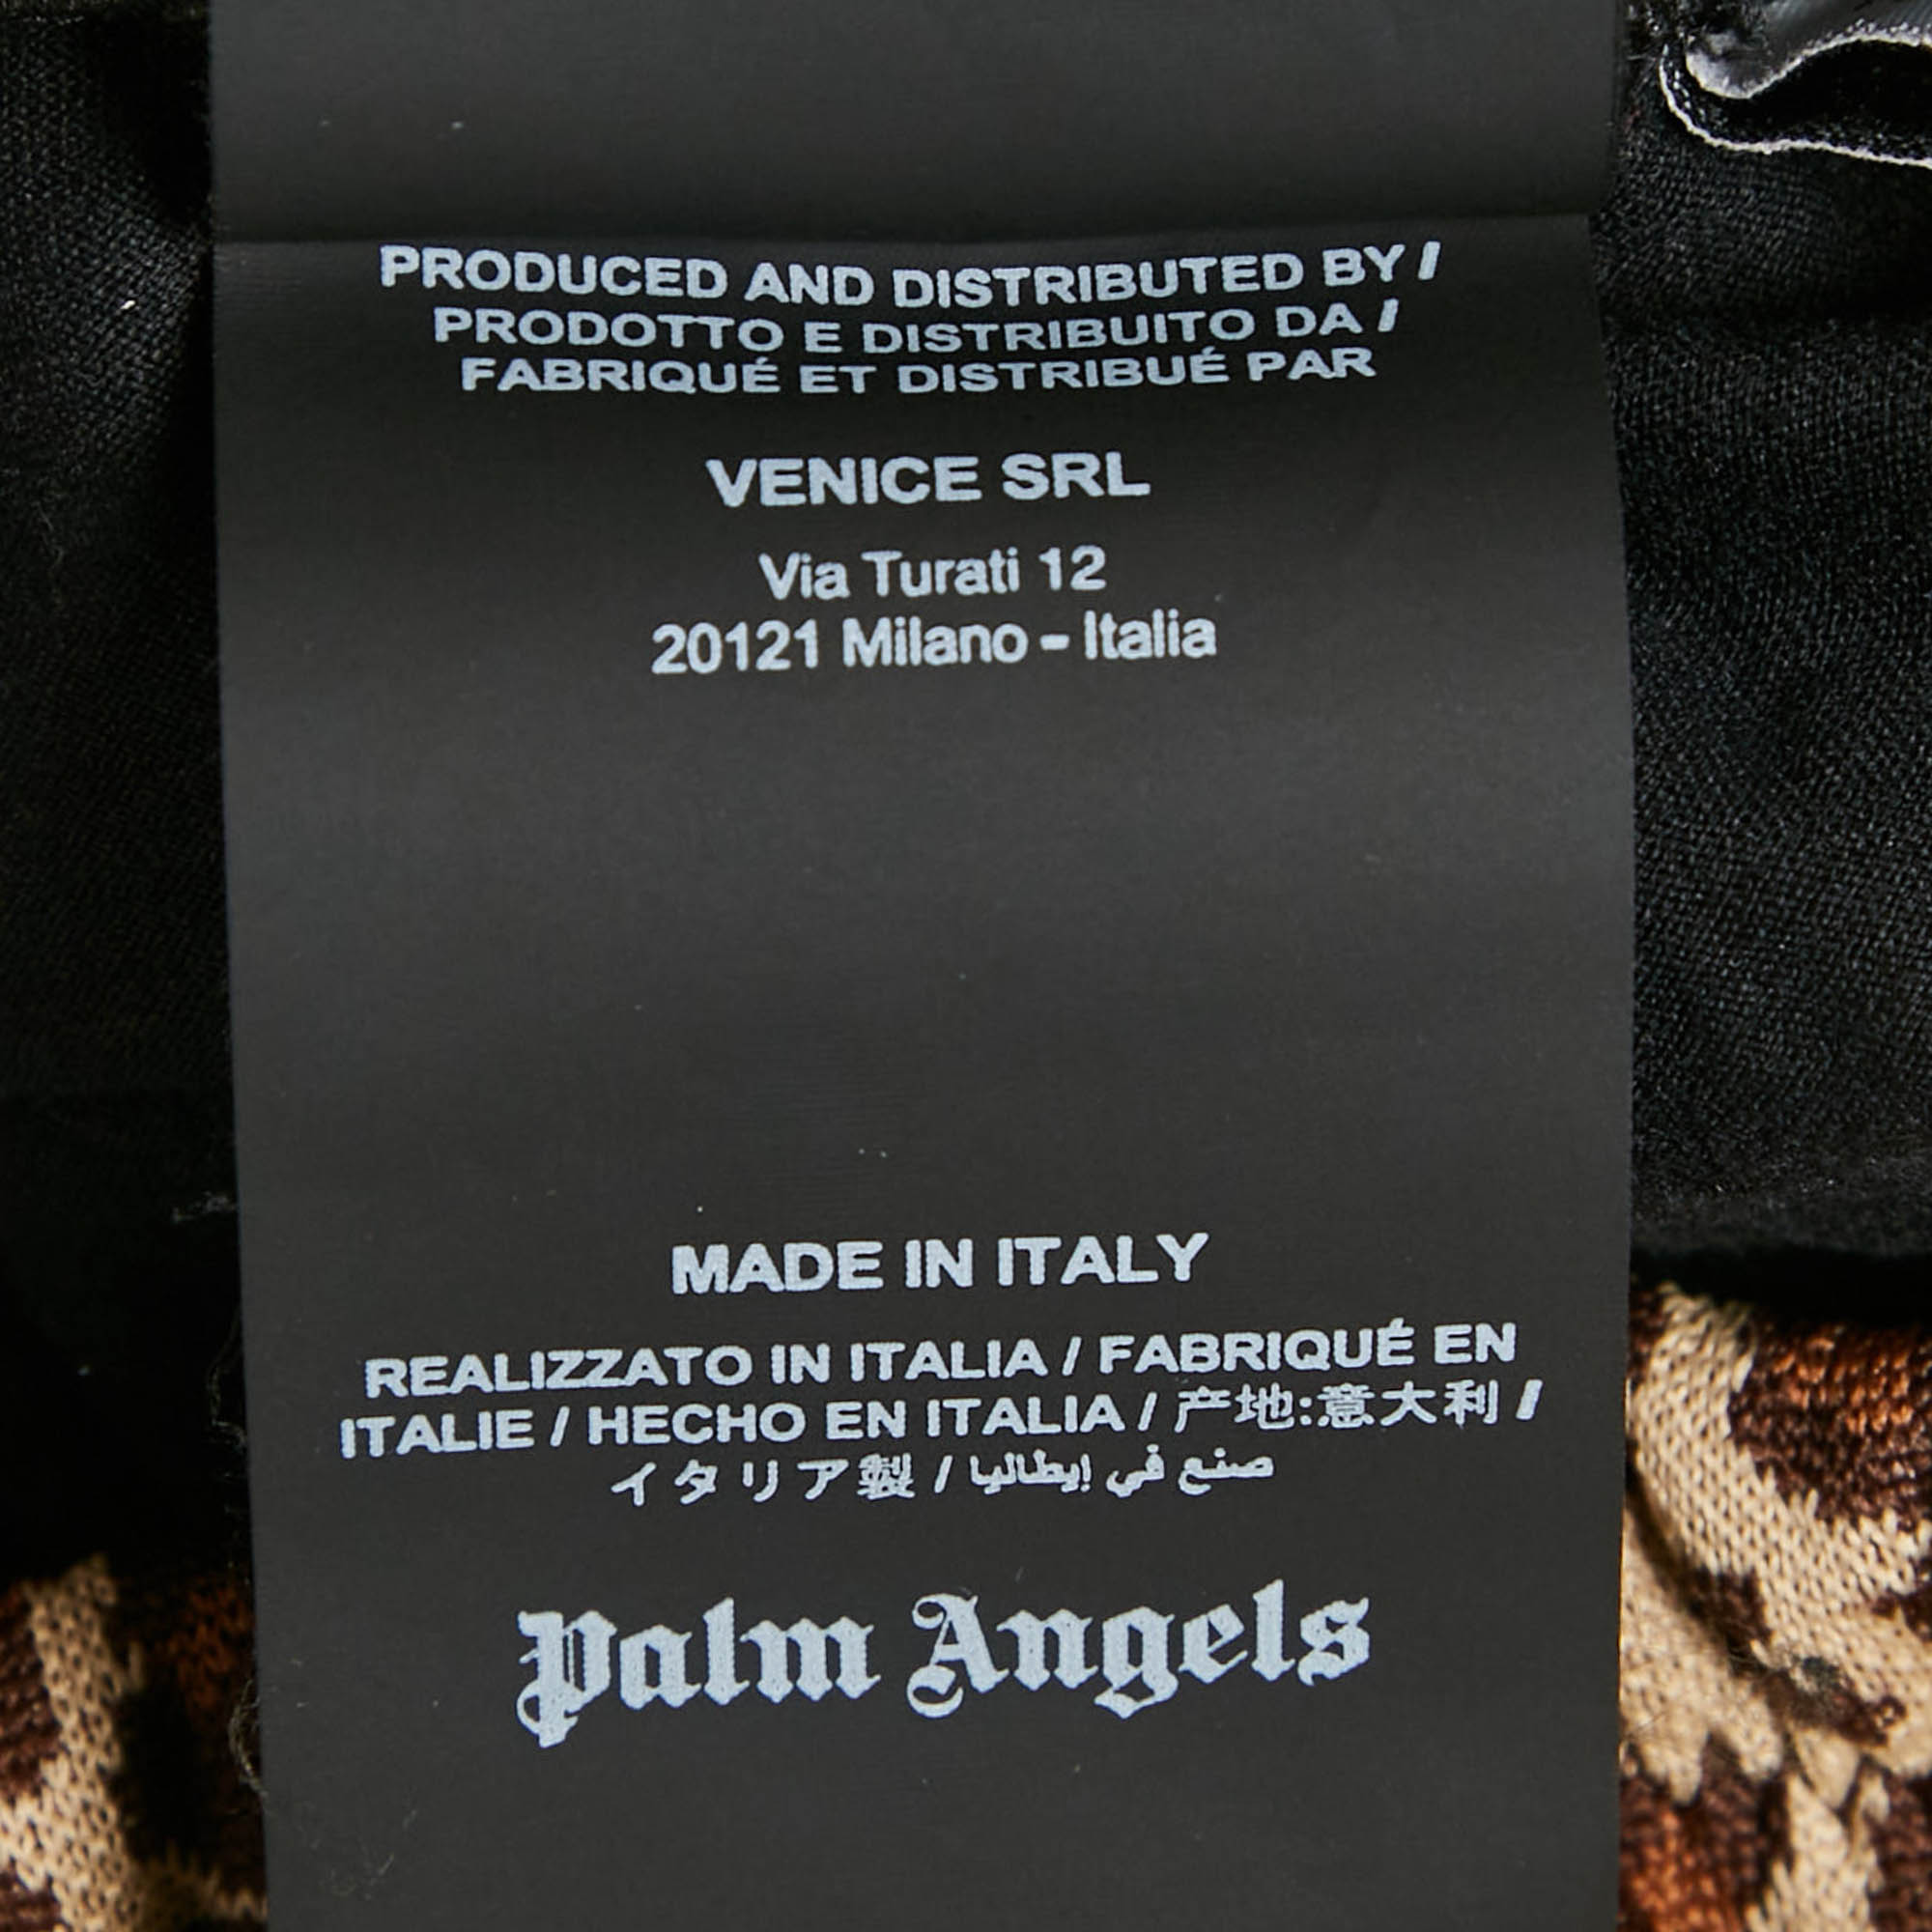 PRODUCED AND DISTRIBUTED BY /
PRODOTTO E DISTRIBUITO DA /
FABRIQUÉ ET DISTRIBUÉ PAR
VENICE SRL
Via Turati 12
20121 Milano - Italia
MADE IN ITALY
REALIZZATO IN ITALIA / FABRIQUÉ EN
ITALIE / HECHO EN ITALIA / 产地:意大利 /
イタリア製 / صنع في إيطاليا
Palm Angels